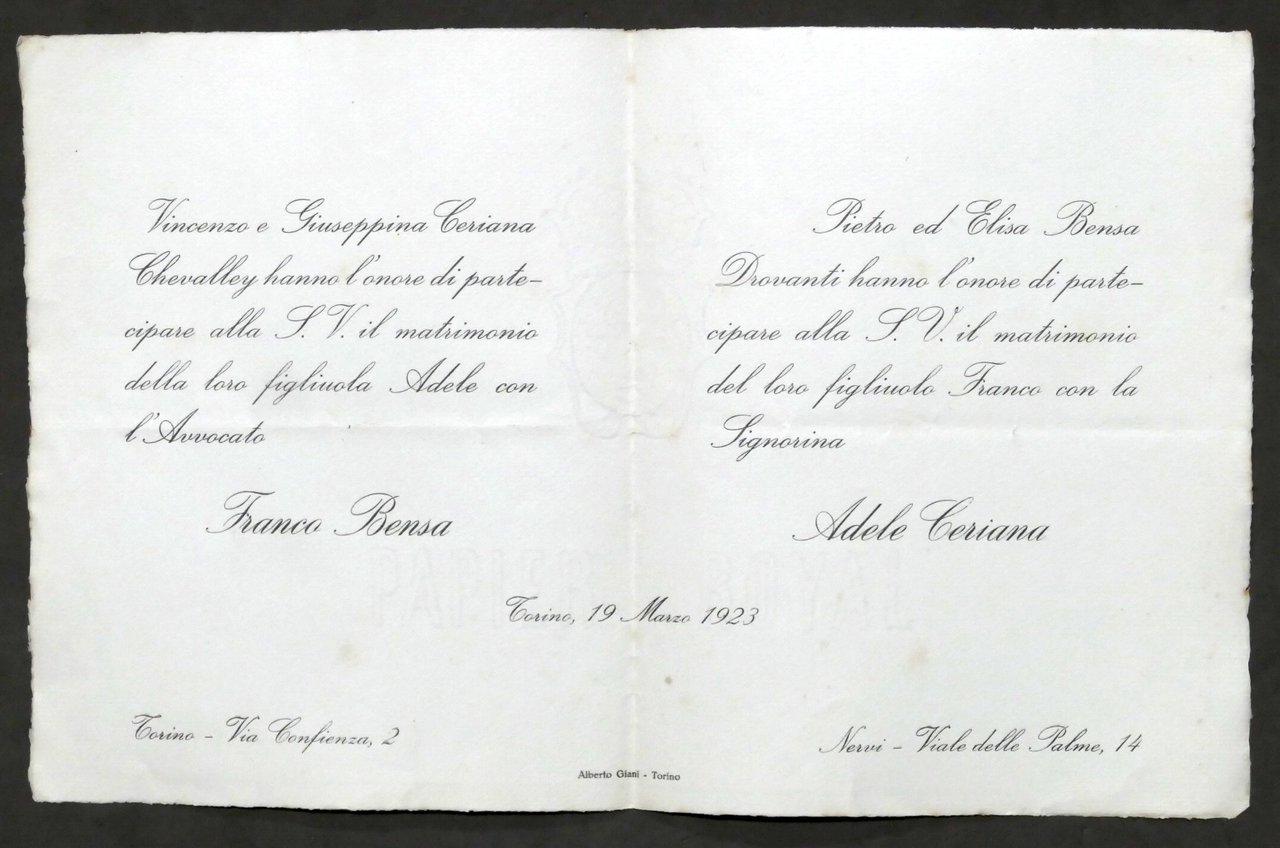 Vincenzo e Giuseppina Ceriana
Chevalley hanno l'onore di parte-
cipare alla S. V. il matrimonio
della loro figliuola Adele con
l'Avvocato
Franco Bensa
Pietro ed Elisa Bensa
Drovanti hanno l'onore di parte-
cipare alla S. V. il matrimonio
del loro figliuolo Franco con la
Signorina
Adele Ceriana
Torino, 19 Marzo 1923
Torino - Via Confienza, 2
Nervi - Viale delle Palme, 14
Alberto Giani - Torino